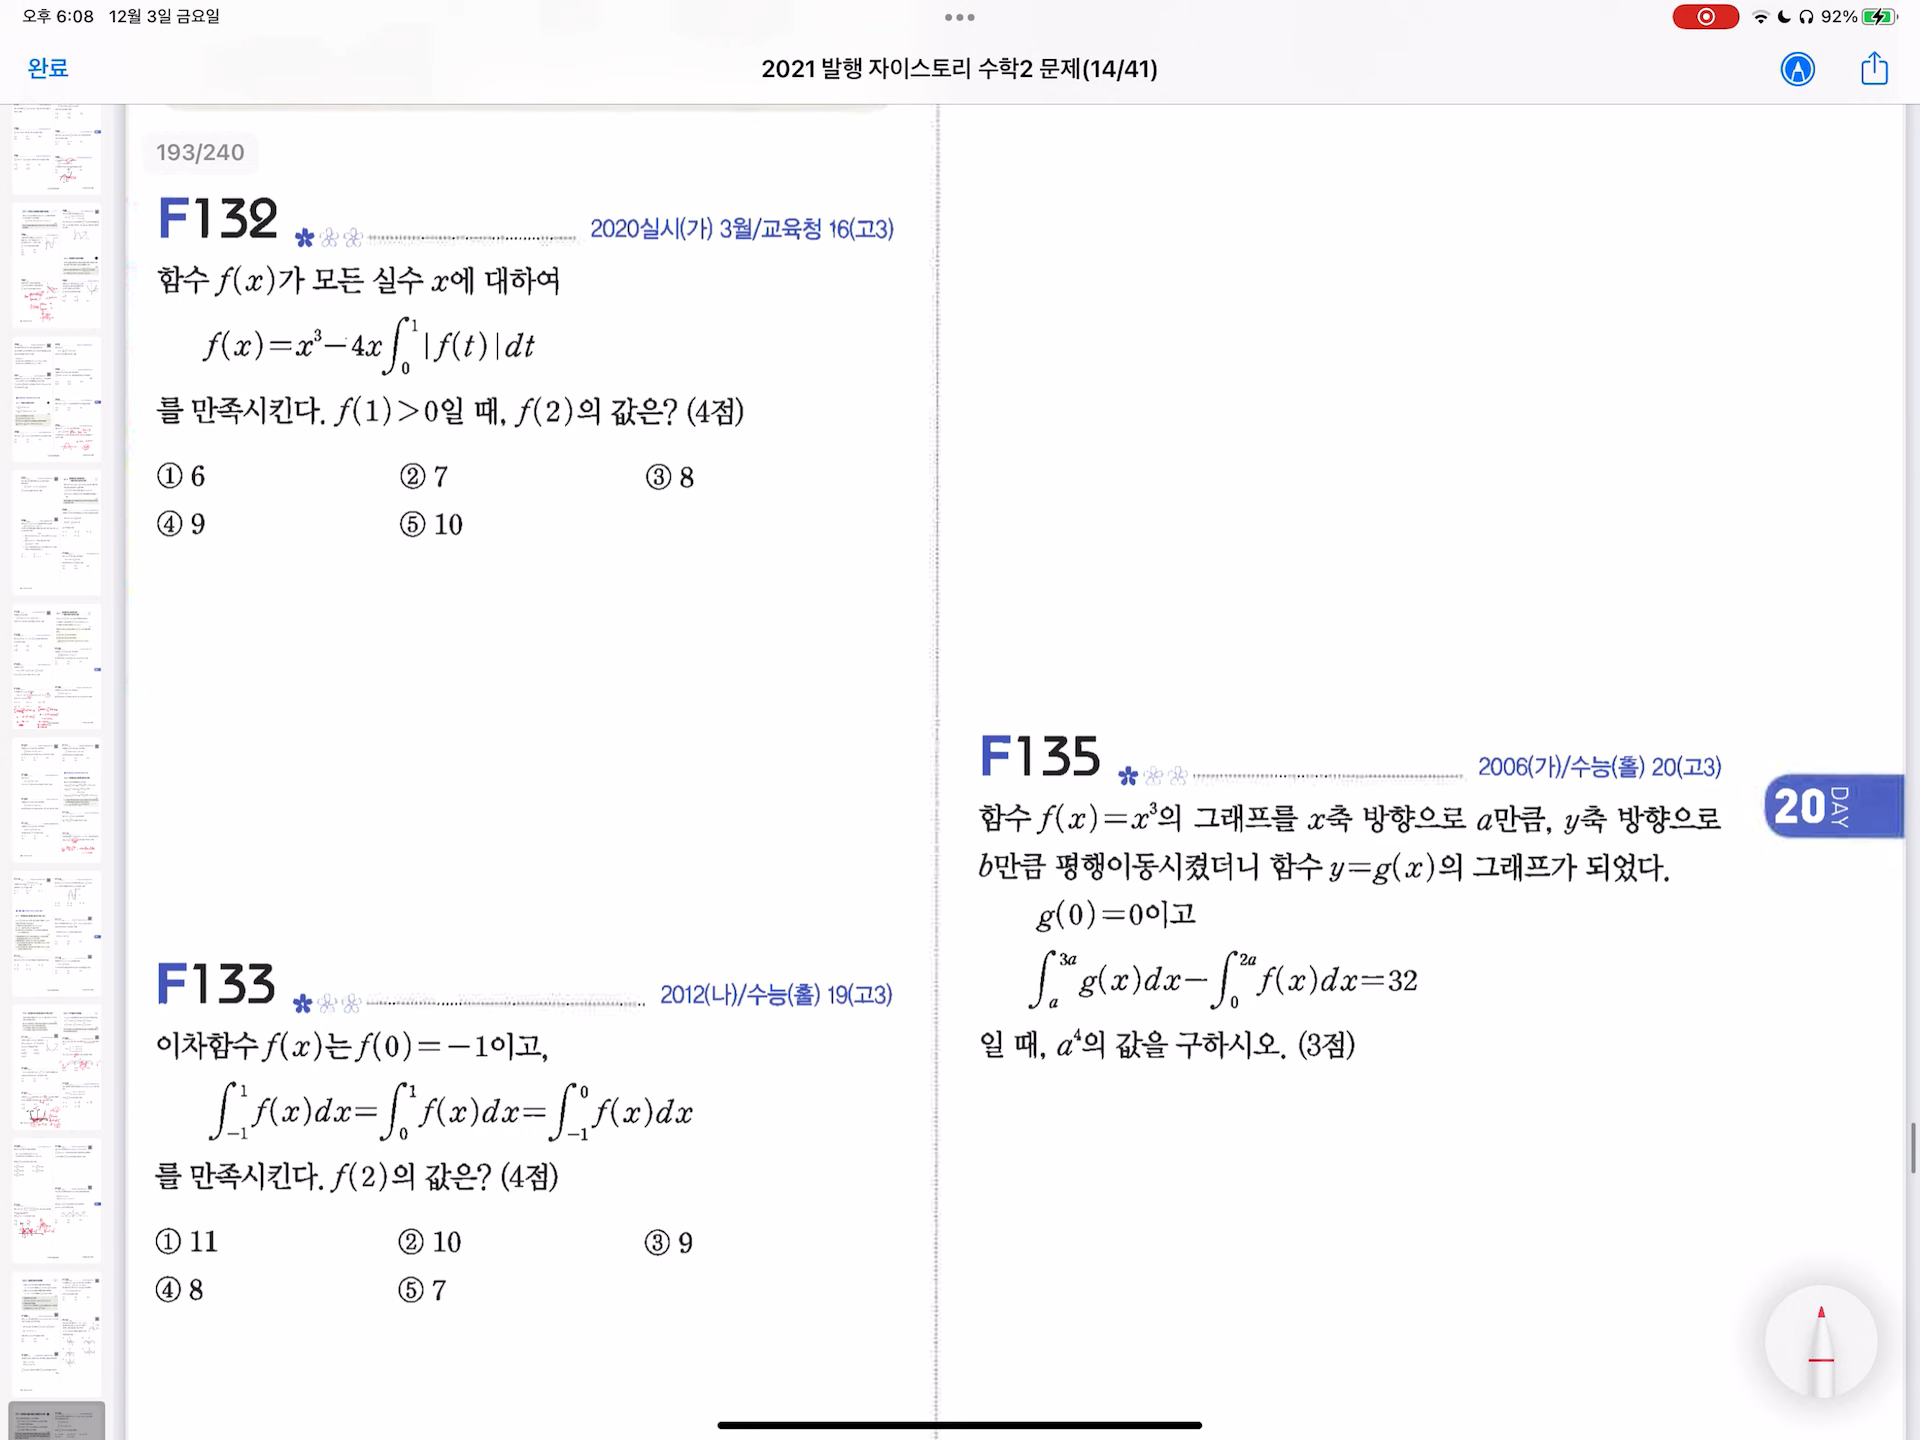 오후 6:08 12월 3일 금요일
92%
완료
2021 발행 자이스토리 수학2 문제(14/41)
193/240
F132
2020실시(가) 3월/교육청 16(고3)
함수 f(x)가 모든 실수 x에 대하여
f(x)=x³−4x∫₀¹|f(t)|dt
를 만족시킨다. f(1)>0일 때, f(2)의 값은? (4점)
① 6 ② 7 ③ 8
④ 9 ⑤ 10
F133
2012(나)/수능(홀) 19(고3)
이차함수 f(x)는 f(0)=−1이고,
∫₋₁¹f(x)dx=∫₀¹f(x)dx=∫₋₁⁰f(x)dx
를 만족시킨다. f(2)의 값은? (4점)
① 11 ② 10 ③ 9
④ 8 ⑤ 7
F135
2006(가)/수능(홀) 20(고3)
함수 f(x)=x³의 그래프를 x축 방향으로 a만큼, y축 방향으로
b만큼 평행이동시켰더니 함수 y=g(x)의 그래프가 되었다.
g(0)=0이고
∫ₐ³ᵃg(x)dx−∫₀²ᵃf(x)dx=32
일 때, a⁴의 값을 구하시오. (3점)
20 DAY